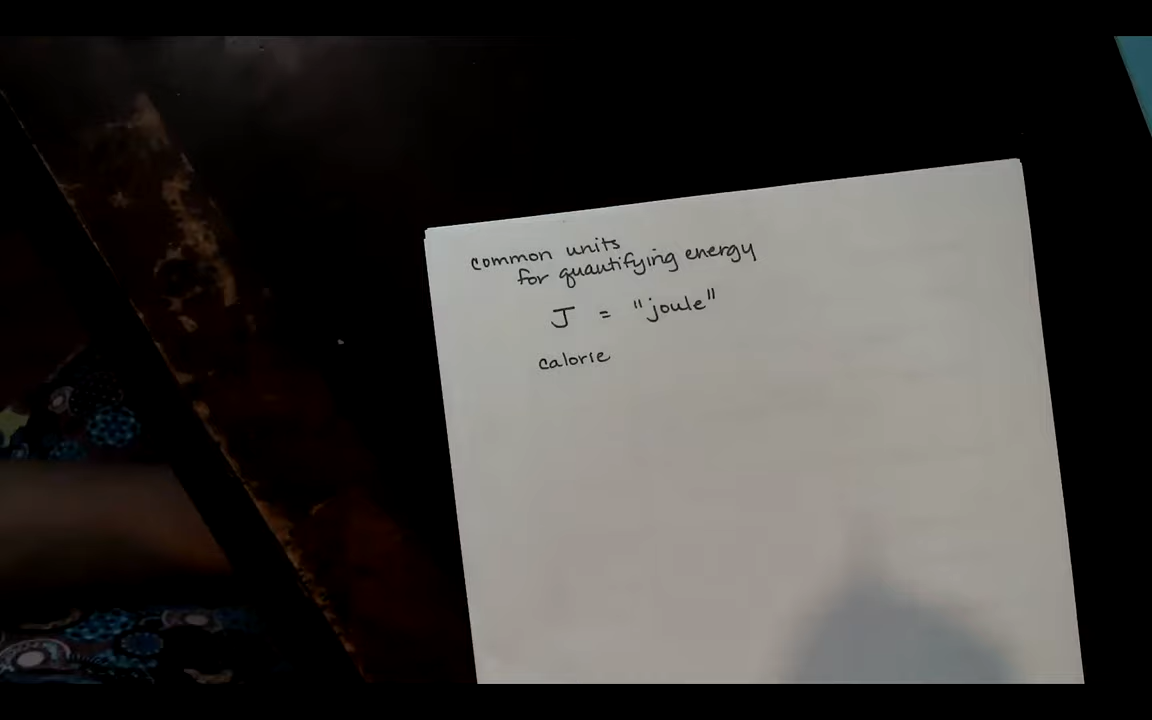 common units
for quantifying energy
J = "joule"
calorie